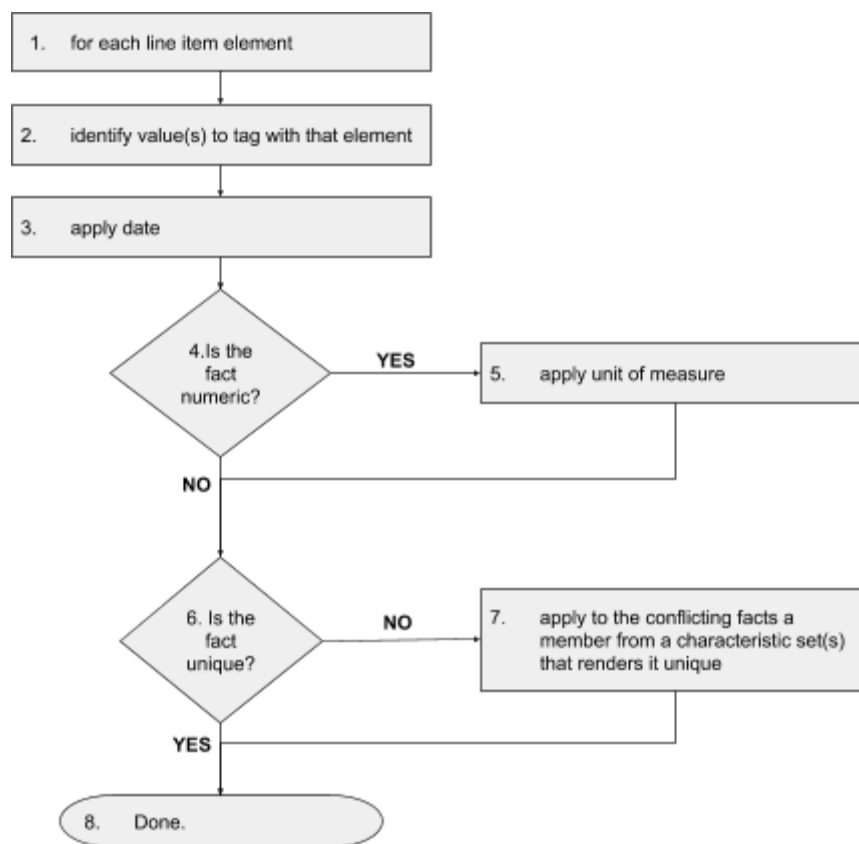 1. for each line item element
2. identify value(s) to tag with that element
3. apply date
4.Is the
fact
numeric?
YES
5. apply unit of measure
NO
6. Is the
fact
unique?
NO
7. apply to the conflicting facts a
member from a characteristic set(s)
that renders it unique
YES
8. Done.